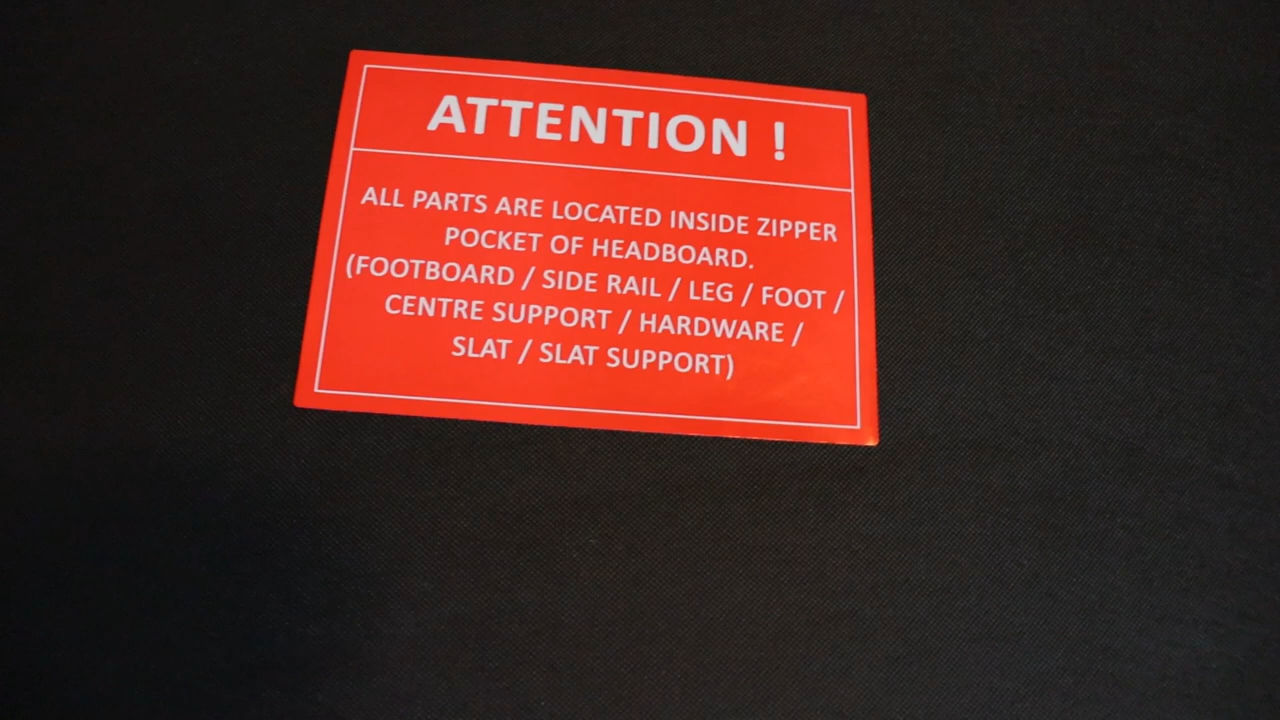 ATTENTION !
ALL PARTS ARE LOCATED INSIDE ZIPPER
POCKET OF HEADBOARD.
(FOOTBOARD / SIDE RAIL / LEG / FOOT /
CENTRE SUPPORT / HARDWARE /
SLAT / SLAT SUPPORT)